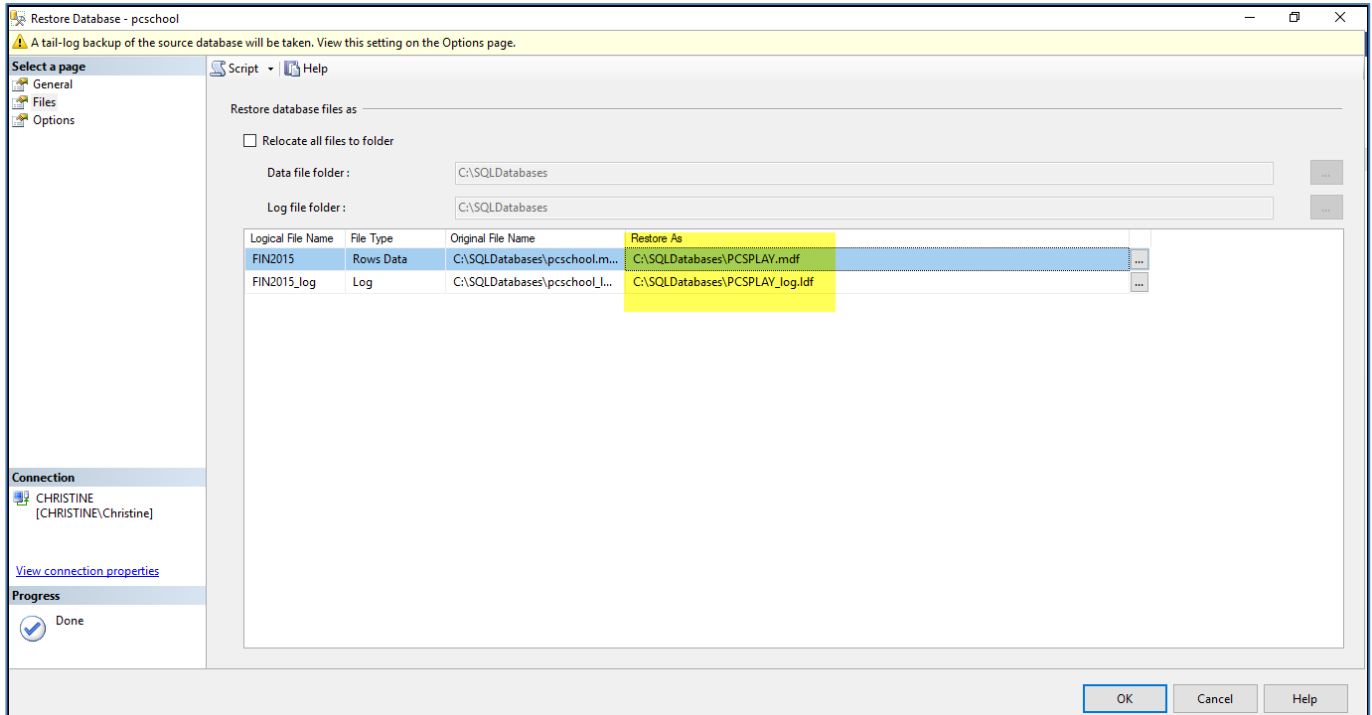 Restore Database - pcschool
A tail-log backup of the source database will be taken. View this setting on the Options page.
Select a page
General
Files
Options
Script Help
Restore database files as
Relocate all files to folder
Data file folder : C:\SQLDatabases ...
Log file folder : C:\SQLDatabases ...
Logical File Name File Type Original File Name Restore As
FIN2015 Rows Data C:\SQLDatabases\pcschool.m... C:\SQLDatabases\PCSPLAY.mdf ...
FIN2015_log Log C:\SQLDatabases\pcschool_l... C:\SQLDatabases\PCSPLAY_log.ldf ...
Connection
CHRISTINE
[CHRISTINE\Christine]
View connection properties
Progress
Done
OK Cancel Help